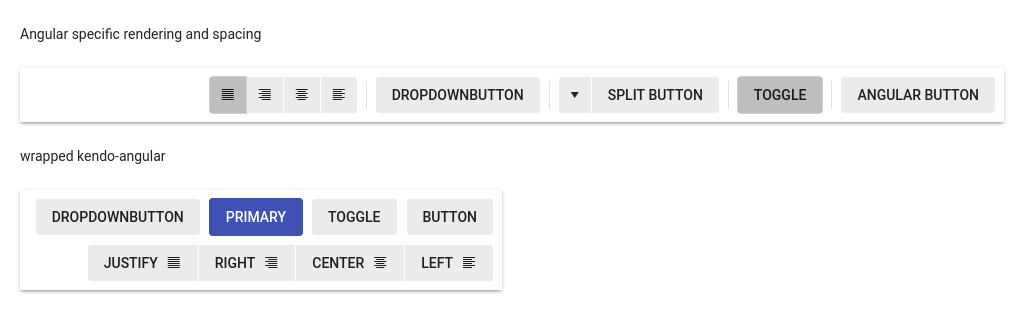 Angular specific rendering and spacing
DROPDOWNBUTTON SPLIT BUTTON TOGGLE ANGULAR BUTTON
wrapped kendo-angular
DROPDOWNBUTTON PRIMARY TOGGLE BUTTON
JUSTIFY RIGHT CENTER LEFT